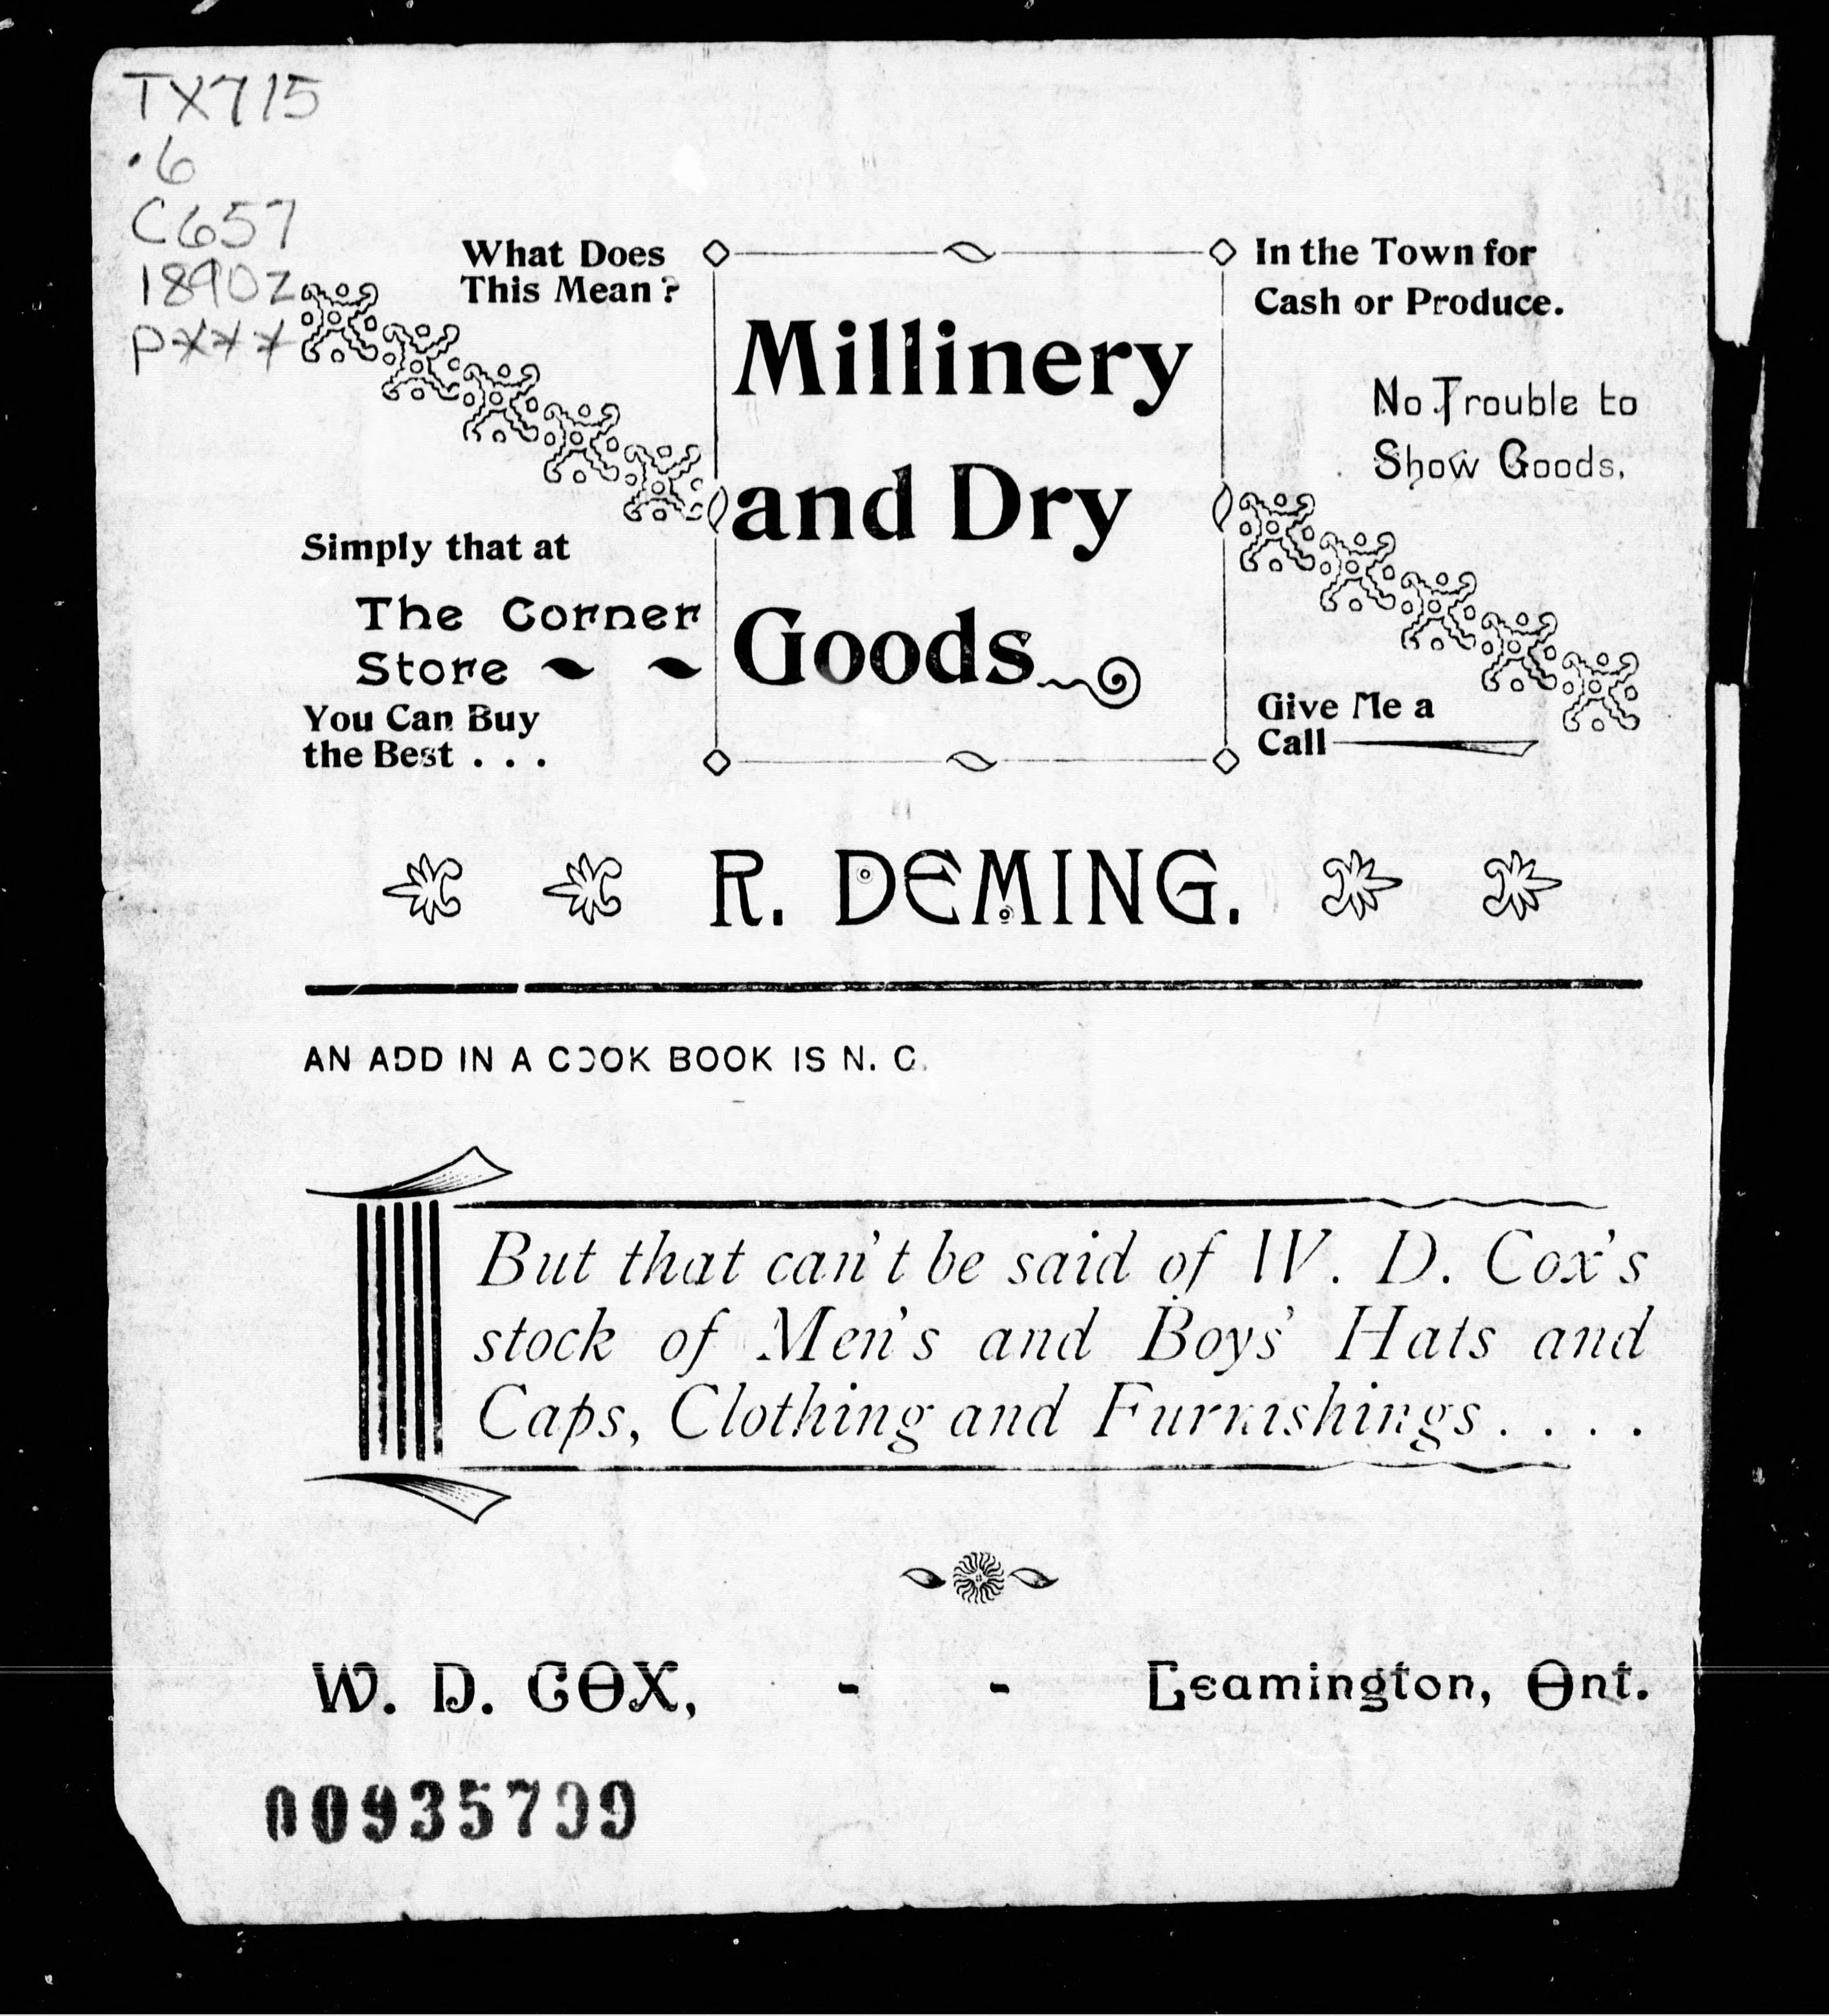 TX715
.6
C657
1890z
p***
What Does
This Mean?
Simply that at
The Corner
Store
You Can Buy
the Best . . .
Millinery
and Dry
Goods
In the Town for
Cash or Produce.
No Trouble to
Show Goods.
Give Me a
Call
R. DEMING.
AN ADD IN A COOK BOOK IS N. G.
But that can't be said of W. D. Cox's
stock of Men's and Boys' Hats and
Caps, Clothing and Furnishings . . . .
W. D. COX, - - Leamington, Ont.
00935799